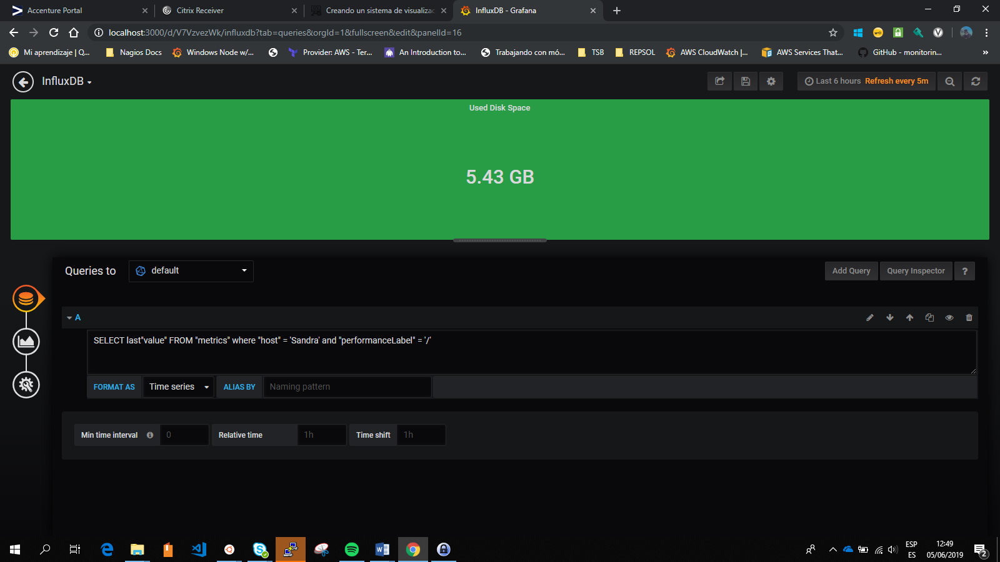 Accenture Portal
Citrix Receiver
Creando un sistema de visualizac
InfluxDB - Grafana
localhost:3000/d/V7VzvezWk/influxdb?tab=queries&orgId=1&fullscreen&edit&panelId=16
Mi aprendizaje | Q...
Nagios Docs
Windows Node w/...
Provider: AWS - Ter...
An Introduction to...
Trabajando con mó...
TSB
REPSOL
AWS CloudWatch |...
AWS Services That...
GitHub - monitorin...
»
InfluxDB
Last 6 hours Refresh every 5m
Used Disk Space
5.43 GB
Queries to
default
Add Query
Query Inspector
?
A
SELECT last"value" FROM "metrics" where "host" = 'Sandra' and "performanceLabel" = '/'
FORMAT AS
Time series
ALIAS BY
Naming pattern
Min time interval
0
Relative time
1h
Time shift
1h
ESP
ES
12:49
05/06/2019
2